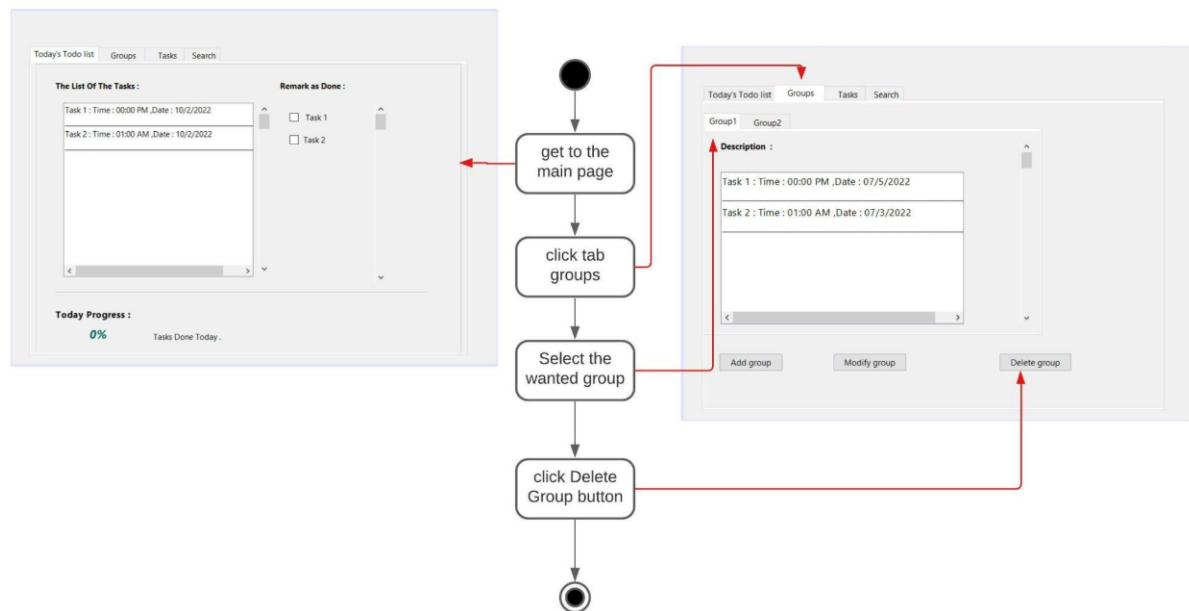 Today's Todo list Groups Tasks Search
The List Of The Tasks : Remark as Done :
Task 1 : Time : 00:00 PM ,Date : 10/2/2022
Task 2 : Time : 01:00 AM ,Date : 10/2/2022
Task 1
Task 2
Today Progress :
0% Tasks Done Today .
get to the
main page
click tab
groups
Select the
wanted group
click Delete
Group button
Today's Todo list Groups Tasks Search
Group1 Group2
Description :
Task 1 : Time : 00:00 PM ,Date : 07/5/2022
Task 2 : Time : 01:00 AM ,Date : 07/3/2022
Add group Modify group Delete group